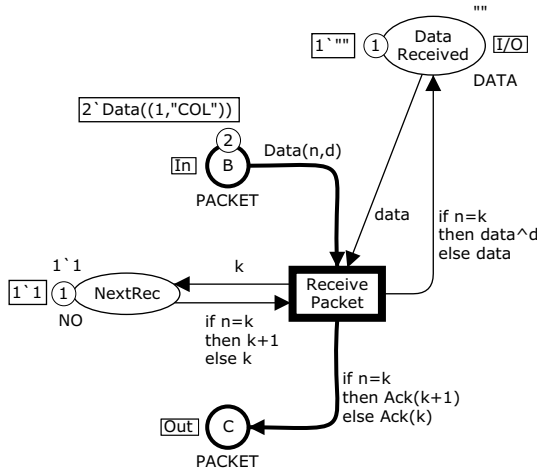 ""
1`""
1
Data
Received
I/O
DATA
2`Data((1,"COL"))
2
In
B
Data(n,d)
PACKET
data
if n=k
then data^d
else data
1`1
k
1`1
1
NextRec
Receive
Packet
NO
if n=k
then k+1
else k
if n=k
then Ack(k+1)
else Ack(k)
Out
C
PACKET